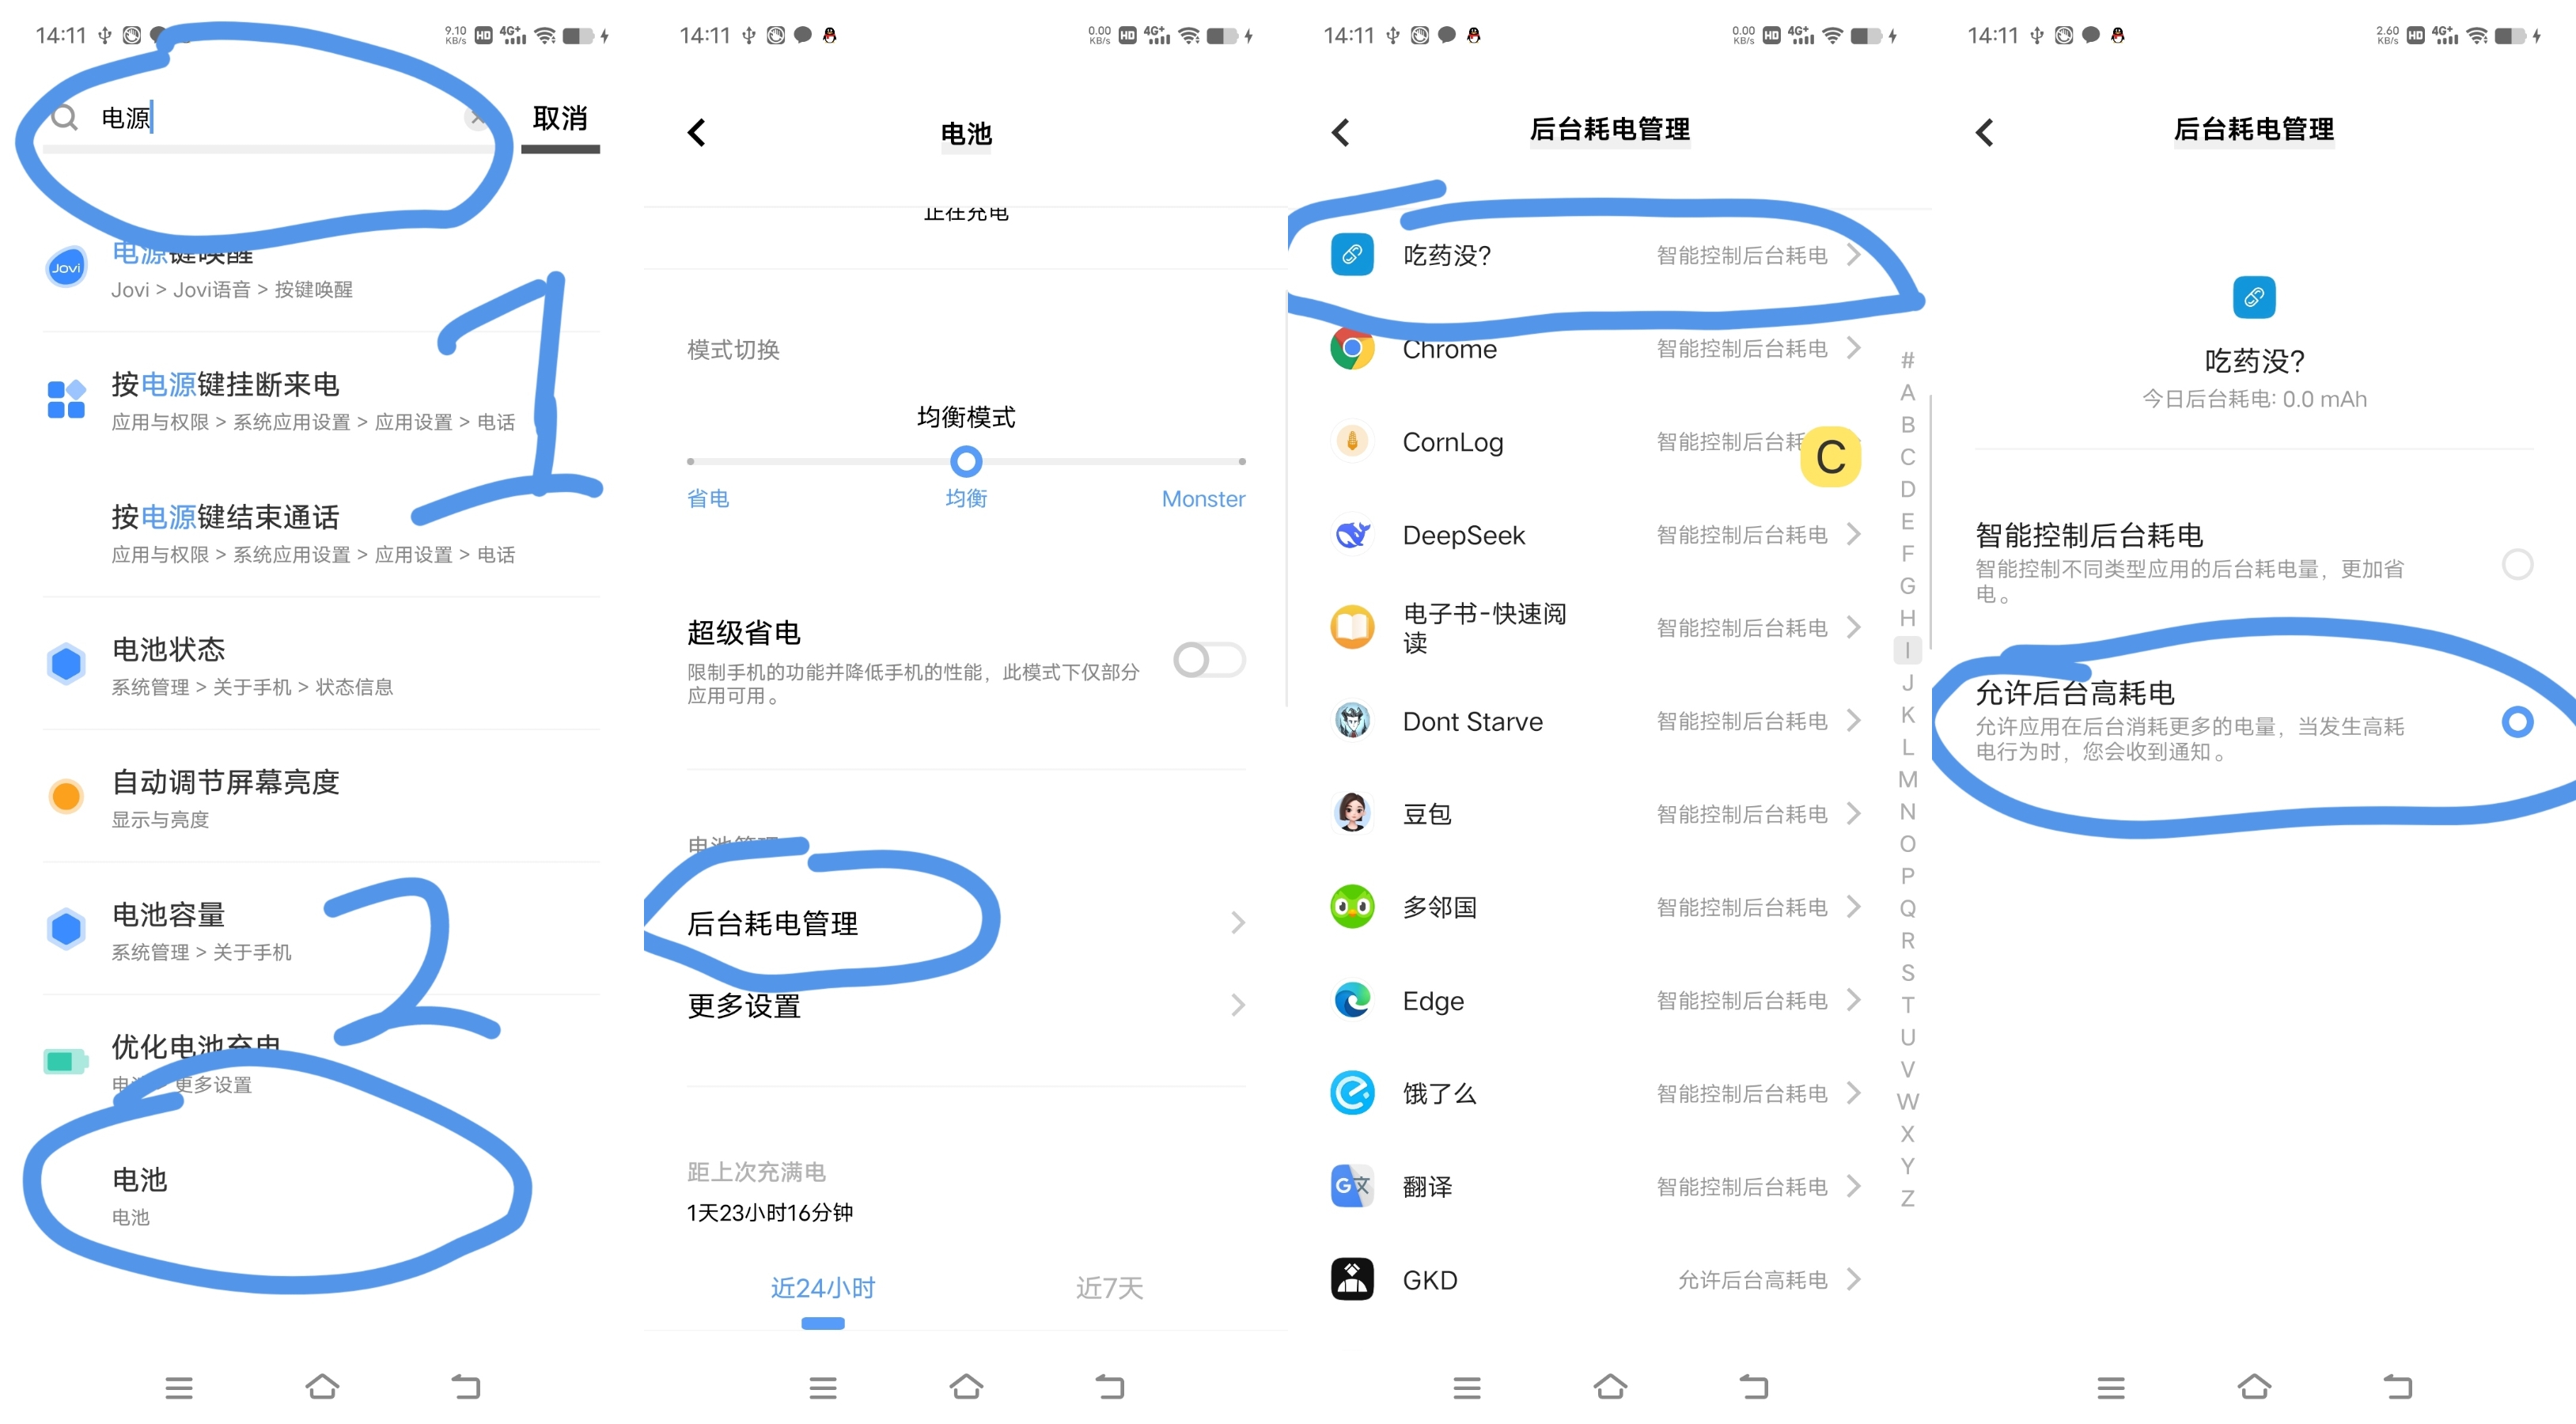 14:11
9.10
KB/s
HD
4G+
电源
取消
电源键唤醒
Jovi
Jovi > Jovi语音 > 按键唤醒
1
按电源键挂断来电
应用与权限 > 系统应用设置 > 应用设置 > 电话
按电源键结束通话
应用与权限 > 系统应用设置 > 应用设置 > 电话
电池状态
系统管理 > 关于手机 > 状态信息
自动调节屏幕亮度
显示与亮度
电池容量
系统管理 > 关于手机
2
优化电池充电
电池 > 更多设置
电池
电池
14:11
0.00
KB/s
HD
4G+
电池
正在充电
模式切换
均衡模式
省电
均衡
Monster
超级省电
限制手机的功能并降低手机的性能，此模式下仅部分
应用可用。
电池管理
后台耗电管理
更多设置
距上次充满电
1天23小时16分钟
近24小时
近7天
14:11
0.00
KB/s
HD
4G+
后台耗电管理
吃药没？
智能控制后台耗电
Chrome
智能控制后台耗电
CornLog
智能控制后台耗
C
DeepSeek
智能控制后台耗电
电子书-快速阅
读
智能控制后台耗电
Dont Starve
智能控制后台耗电
豆包
智能控制后台耗电
多邻国
智能控制后台耗电
Edge
智能控制后台耗电
饿了么
智能控制后台耗电
G文
翻译
智能控制后台耗电
GKD
允许后台高耗电
#
A
B
C
D
E
F
G
H
I
J
K
L
M
N
O
P
Q
R
S
T
U
V
W
X
Y
Z
14:11
2.60
KB/s
HD
4G+
后台耗电管理
吃药没？
今日后台耗电: 0.0 mAh
智能控制后台耗电
智能控制不同类型应用的后台耗电量，更加省
电。
允许后台高耗电
允许应用在后台消耗更多的电量，当发生高耗
电行为时，您会收到通知。